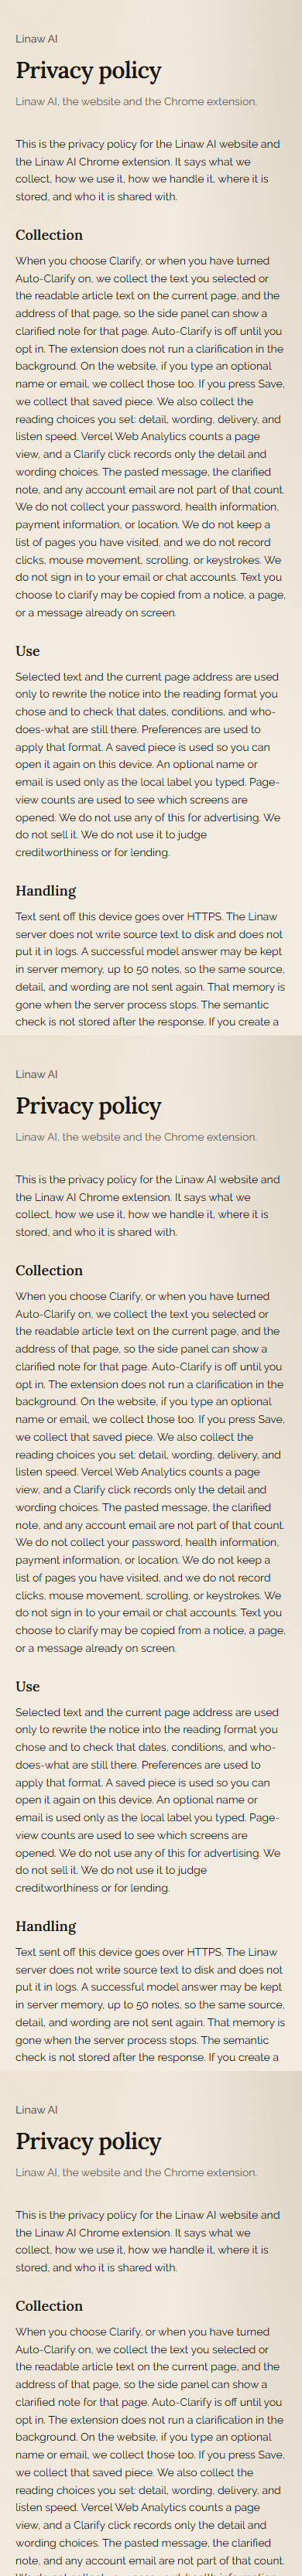 Linaw AI
Privacy policy
Linaw AI, the website and the Chrome extension.
This is the privacy policy for the Linaw AI website and
the Linaw AI Chrome extension. It says what we
collect, how we use it, how we handle it, where it is
stored, and who it is shared with.
Collection
When you choose Clarify, or when you have turned
Auto-Clarify on, we collect the text you selected or
the readable article text on the current page, and the
address of that page, so the side panel can show a
clarified note for that page. Auto-Clarify is off until you
opt in. The extension does not run a clarification in the
background. On the website, if you type an optional
name or email, we collect those too. If you press Save,
we collect that saved piece. We also collect the
reading choices you set: detail, wording, delivery, and
listen speed. Vercel Web Analytics counts a page
view, and a Clarify click records only the detail and
wording choices. The pasted message, the clarified
note, and any account email are not part of that count.
We do not collect your password, health information,
payment information, or location. We do not keep a
list of pages you have visited, and we do not record
clicks, mouse movement, scrolling, or keystrokes. We
do not sign in to your email or chat accounts. Text you
choose to clarify may be copied from a notice, a page,
or a message already on screen.
Use
Selected text and the current page address are used
only to rewrite the notice into the reading format you
chose and to check that dates, conditions, and who-
does-what are still there. Preferences are used to
apply that format. A saved piece is used so you can
open it again on this device. An optional name or
email is used only as the local label you typed. Page-
view counts are used to see which screens are
opened. We do not use any of this for advertising. We
do not sell it. We do not use it to judge
creditworthiness or for lending.
Handling
Text sent off this device goes over HTTPS. The Linaw
server does not write source text to disk and does not
put it in logs. A successful model answer may be kept
in server memory, up to 50 notes, so the same source,
detail, and wording are not sent again. That memory is
gone when the server process stops. The semantic
check is not stored after the response. If you create a
Linaw AI
Privacy policy
Linaw AI, the website and the Chrome extension.
This is the privacy policy for the Linaw AI website and
the Linaw AI Chrome extension. It says what we
collect, how we use it, how we handle it, where it is
stored, and who it is shared with.
Collection
When you choose Clarify, or when you have turned
Auto-Clarify on, we collect the text you selected or
the readable article text on the current page, and the
address of that page, so the side panel can show a
clarified note for that page. Auto-Clarify is off until you
opt in. The extension does not run a clarification in the
background. On the website, if you type an optional
name or email, we collect those too. If you press Save,
we collect that saved piece. We also collect the
reading choices you set: detail, wording, delivery, and
listen speed. Vercel Web Analytics counts a page
view, and a Clarify click records only the detail and
wording choices. The pasted message, the clarified
note, and any account email are not part of that count.
We do not collect your password, health information,
payment information, or location. We do not keep a
list of pages you have visited, and we do not record
clicks, mouse movement, scrolling, or keystrokes. We
do not sign in to your email or chat accounts. Text you
choose to clarify may be copied from a notice, a page,
or a message already on screen.
Use
Selected text and the current page address are used
only to rewrite the notice into the reading format you
chose and to check that dates, conditions, and who-
does-what are still there. Preferences are used to
apply that format. A saved piece is used so you can
open it again on this device. An optional name or
email is used only as the local label you typed. Page-
view counts are used to see which screens are
opened. We do not use any of this for advertising. We
do not sell it. We do not use it to judge
creditworthiness or for lending.
Handling
Text sent off this device goes over HTTPS. The Linaw
server does not write source text to disk and does not
put it in logs. A successful model answer may be kept
in server memory, up to 50 notes, so the same source,
detail, and wording are not sent again. That memory is
gone when the server process stops. The semantic
check is not stored after the response. If you create a
Linaw AI
Privacy policy
Linaw AI, the website and the Chrome extension.
This is the privacy policy for the Linaw AI website and
the Linaw AI Chrome extension. It says what we
collect, how we use it, how we handle it, where it is
stored, and who it is shared with.
Collection
When you choose Clarify, or when you have turned
Auto-Clarify on, we collect the text you selected or
the readable article text on the current page, and the
address of that page, so the side panel can show a
clarified note for that page. Auto-Clarify is off until you
opt in. The extension does not run a clarification in the
background. On the website, if you type an optional
name or email, we collect those too. If you press Save,
we collect that saved piece. We also collect the
reading choices you set: detail, wording, delivery, and
listen speed. Vercel Web Analytics counts a page
view, and a Clarify click records only the detail and
wording choices. The pasted message, the clarified
note, and any account email are not part of that count.